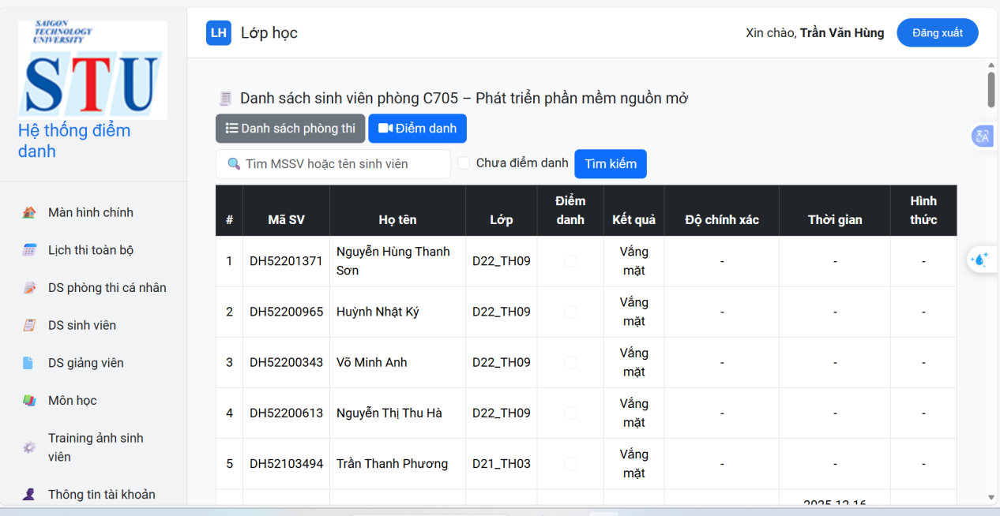 SAIGON
TECHNOLOGY
UNIVERSITY
STU
Hệ thống điểm
danh
Màn hình chính
Lịch thi toàn bộ
DS phòng thi cá nhân
DS sinh viên
DS giảng viên
Môn học
Training ảnh sinh
viên
Thông tin tài khoản
LH Lớp học
Xin chào, Trần Văn Hùng Đăng xuất
Danh sách sinh viên phòng C705 – Phát triển phần mềm nguồn mở
Danh sách phòng thi Điểm danh
Tìm MSSV hoặc tên sinh viên Chưa điểm danh Tìm kiếm
# Mã SV Họ tên Lớp Điểm danh Kết quả Độ chính xác Thời gian Hình thức
1 DH52201371 Nguyễn Hùng Thanh Sơn D22_TH09 Vắng mặt - - -
2 DH52200965 Huỳnh Nhật Ký D22_TH09 Vắng mặt - - -
3 DH52200343 Võ Minh Anh D22_TH09 Vắng mặt - - -
4 DH52200613 Nguyễn Thị Thu Hà D22_TH09 Vắng mặt - - -
5 DH52103494 Trần Thanh Phương D21_TH03 Vắng mặt - - -
2025-12-16